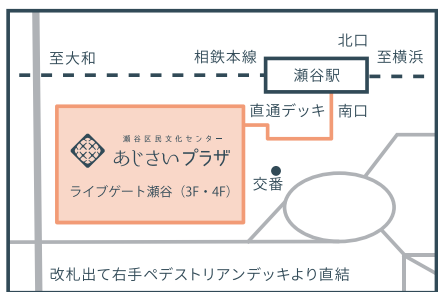 北口
至大和
相鉄本線
至横浜
瀬谷駅
直通デッキ
南口
瀬谷区民文化センター
あじさいプラザ
ライブゲート瀬谷（3F・4F）
交番
改札出て右手ペデストリアンデッキより直結